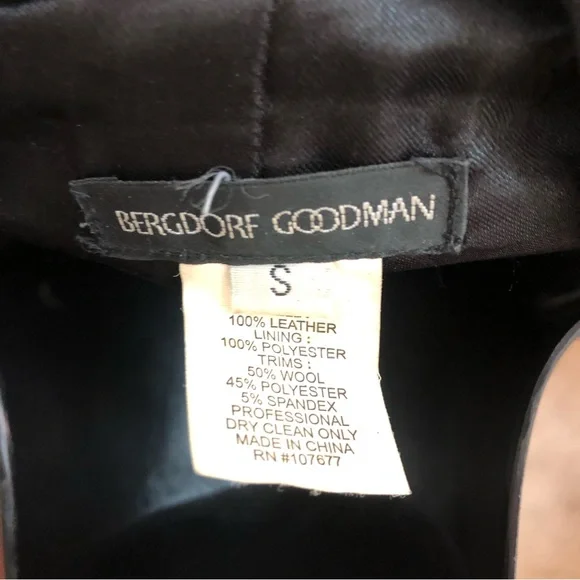 BERGDORF GOODMAN
S
100% LEATHER
LINING :
100% POLYESTER
TRIMS :
50% WOOL
45% POLYESTER
5% SPANDEX
PROFESSIONAL
DRY CLEAN ONLY
MADE IN CHINA
RN #107677